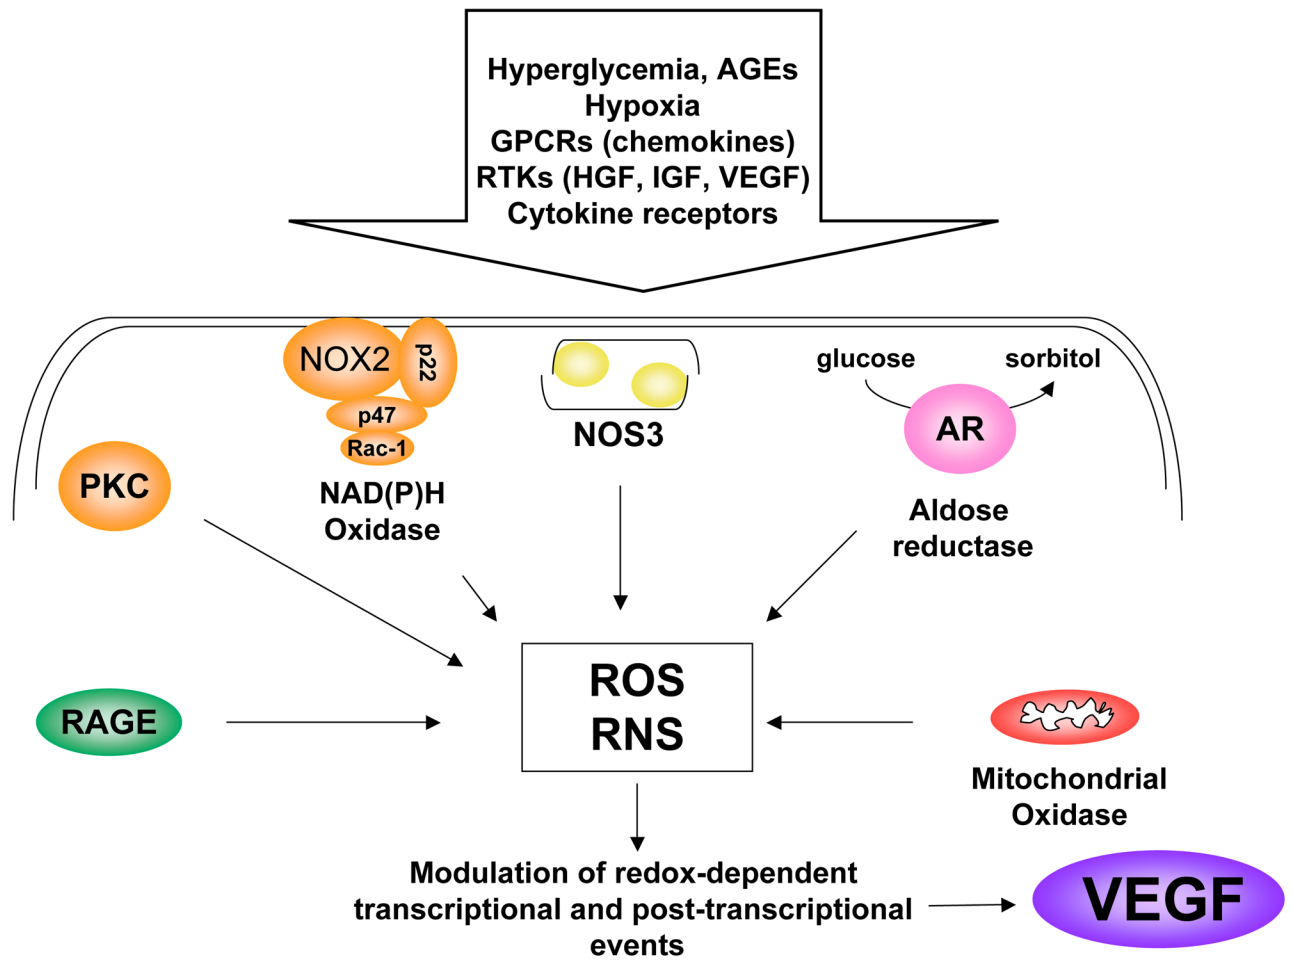 Hyperglycemia, AGEs
Hypoxia
GPCRs (chemokines)
RTKs (HGF, IGF, VEGF)
Cytokine receptors
NOX2
p22
p47
Rac-1
NAD(P)H
Oxidase
NOS3
glucose
sorbitol
AR
Aldose
reductase
PKC
RAGE
ROS
RNS
Mitochondrial
Oxidase
Modulation of redox-dependent
transcriptional and post-transcriptional
events
VEGF